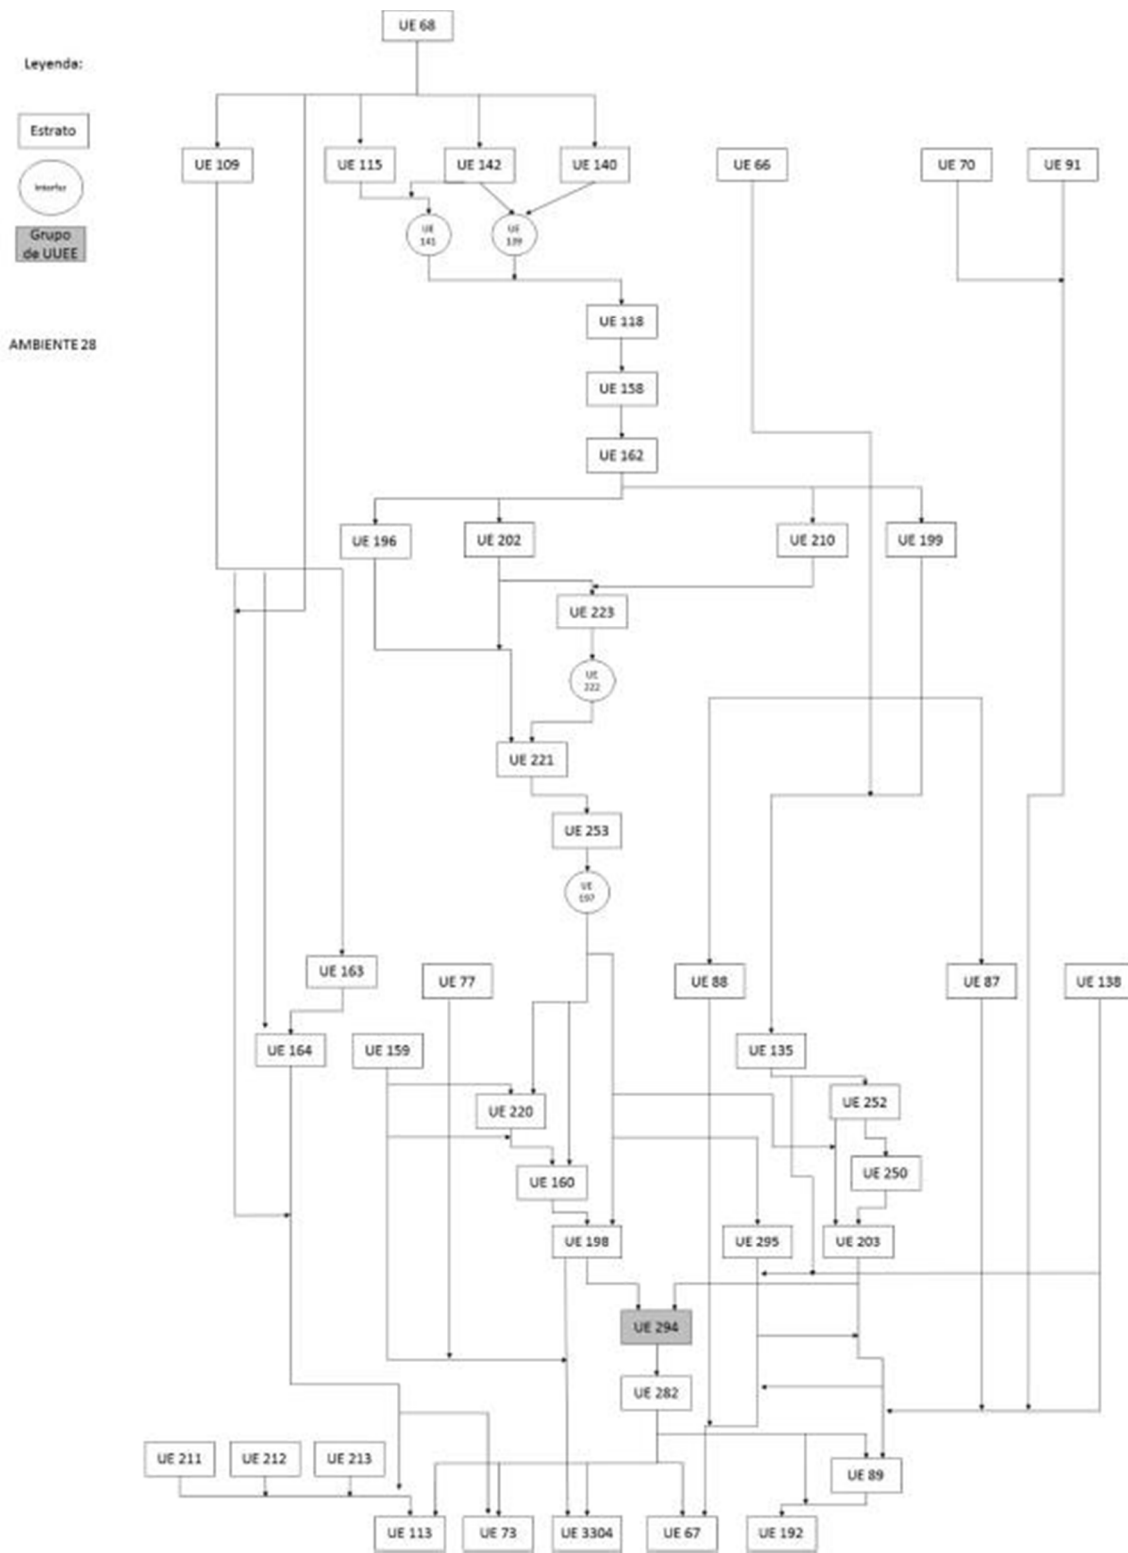 UE 68
Leyenda:
Estrato
Interfaz
Grupo
de UUEE
AMBIENTE 28
UE 109
UE 115
UE 142
UE 140
UE 66
UE 70
UE 91
UE
141
UE
139
UE 118
UE 158
UE 162
UE 196
UE 202
UE 210
UE 199
UE 223
UE
222
UE 221
UE 253
UE
197
UE 163
UE 77
UE 88
UE 87
UE 138
UE 164
UE 159
UE 135
UE 220
UE 252
UE 160
UE 250
UE 198
UE 295
UE 203
UE 294
UE 282
UE 211
UE 212
UE 213
UE 89
UE 113
UE 73
UE 3304
UE 67
UE 192